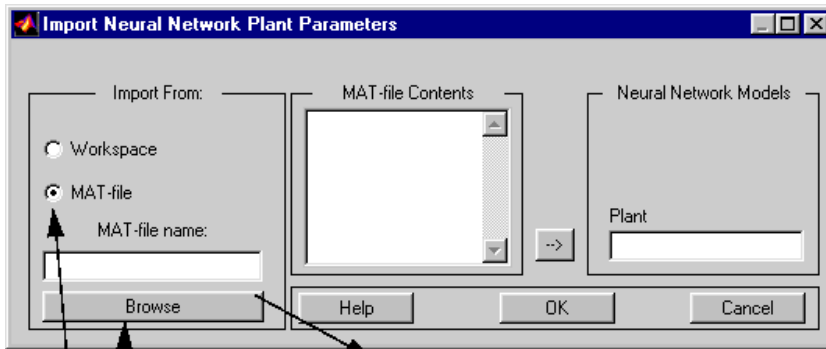 Import Neural Network Plant Parameters
Import From:
Workspace
MAT-file
MAT-file name:
Browse
MAT-file Contents
-->
Neural Network Models
Plant
Help
OK
Cancel